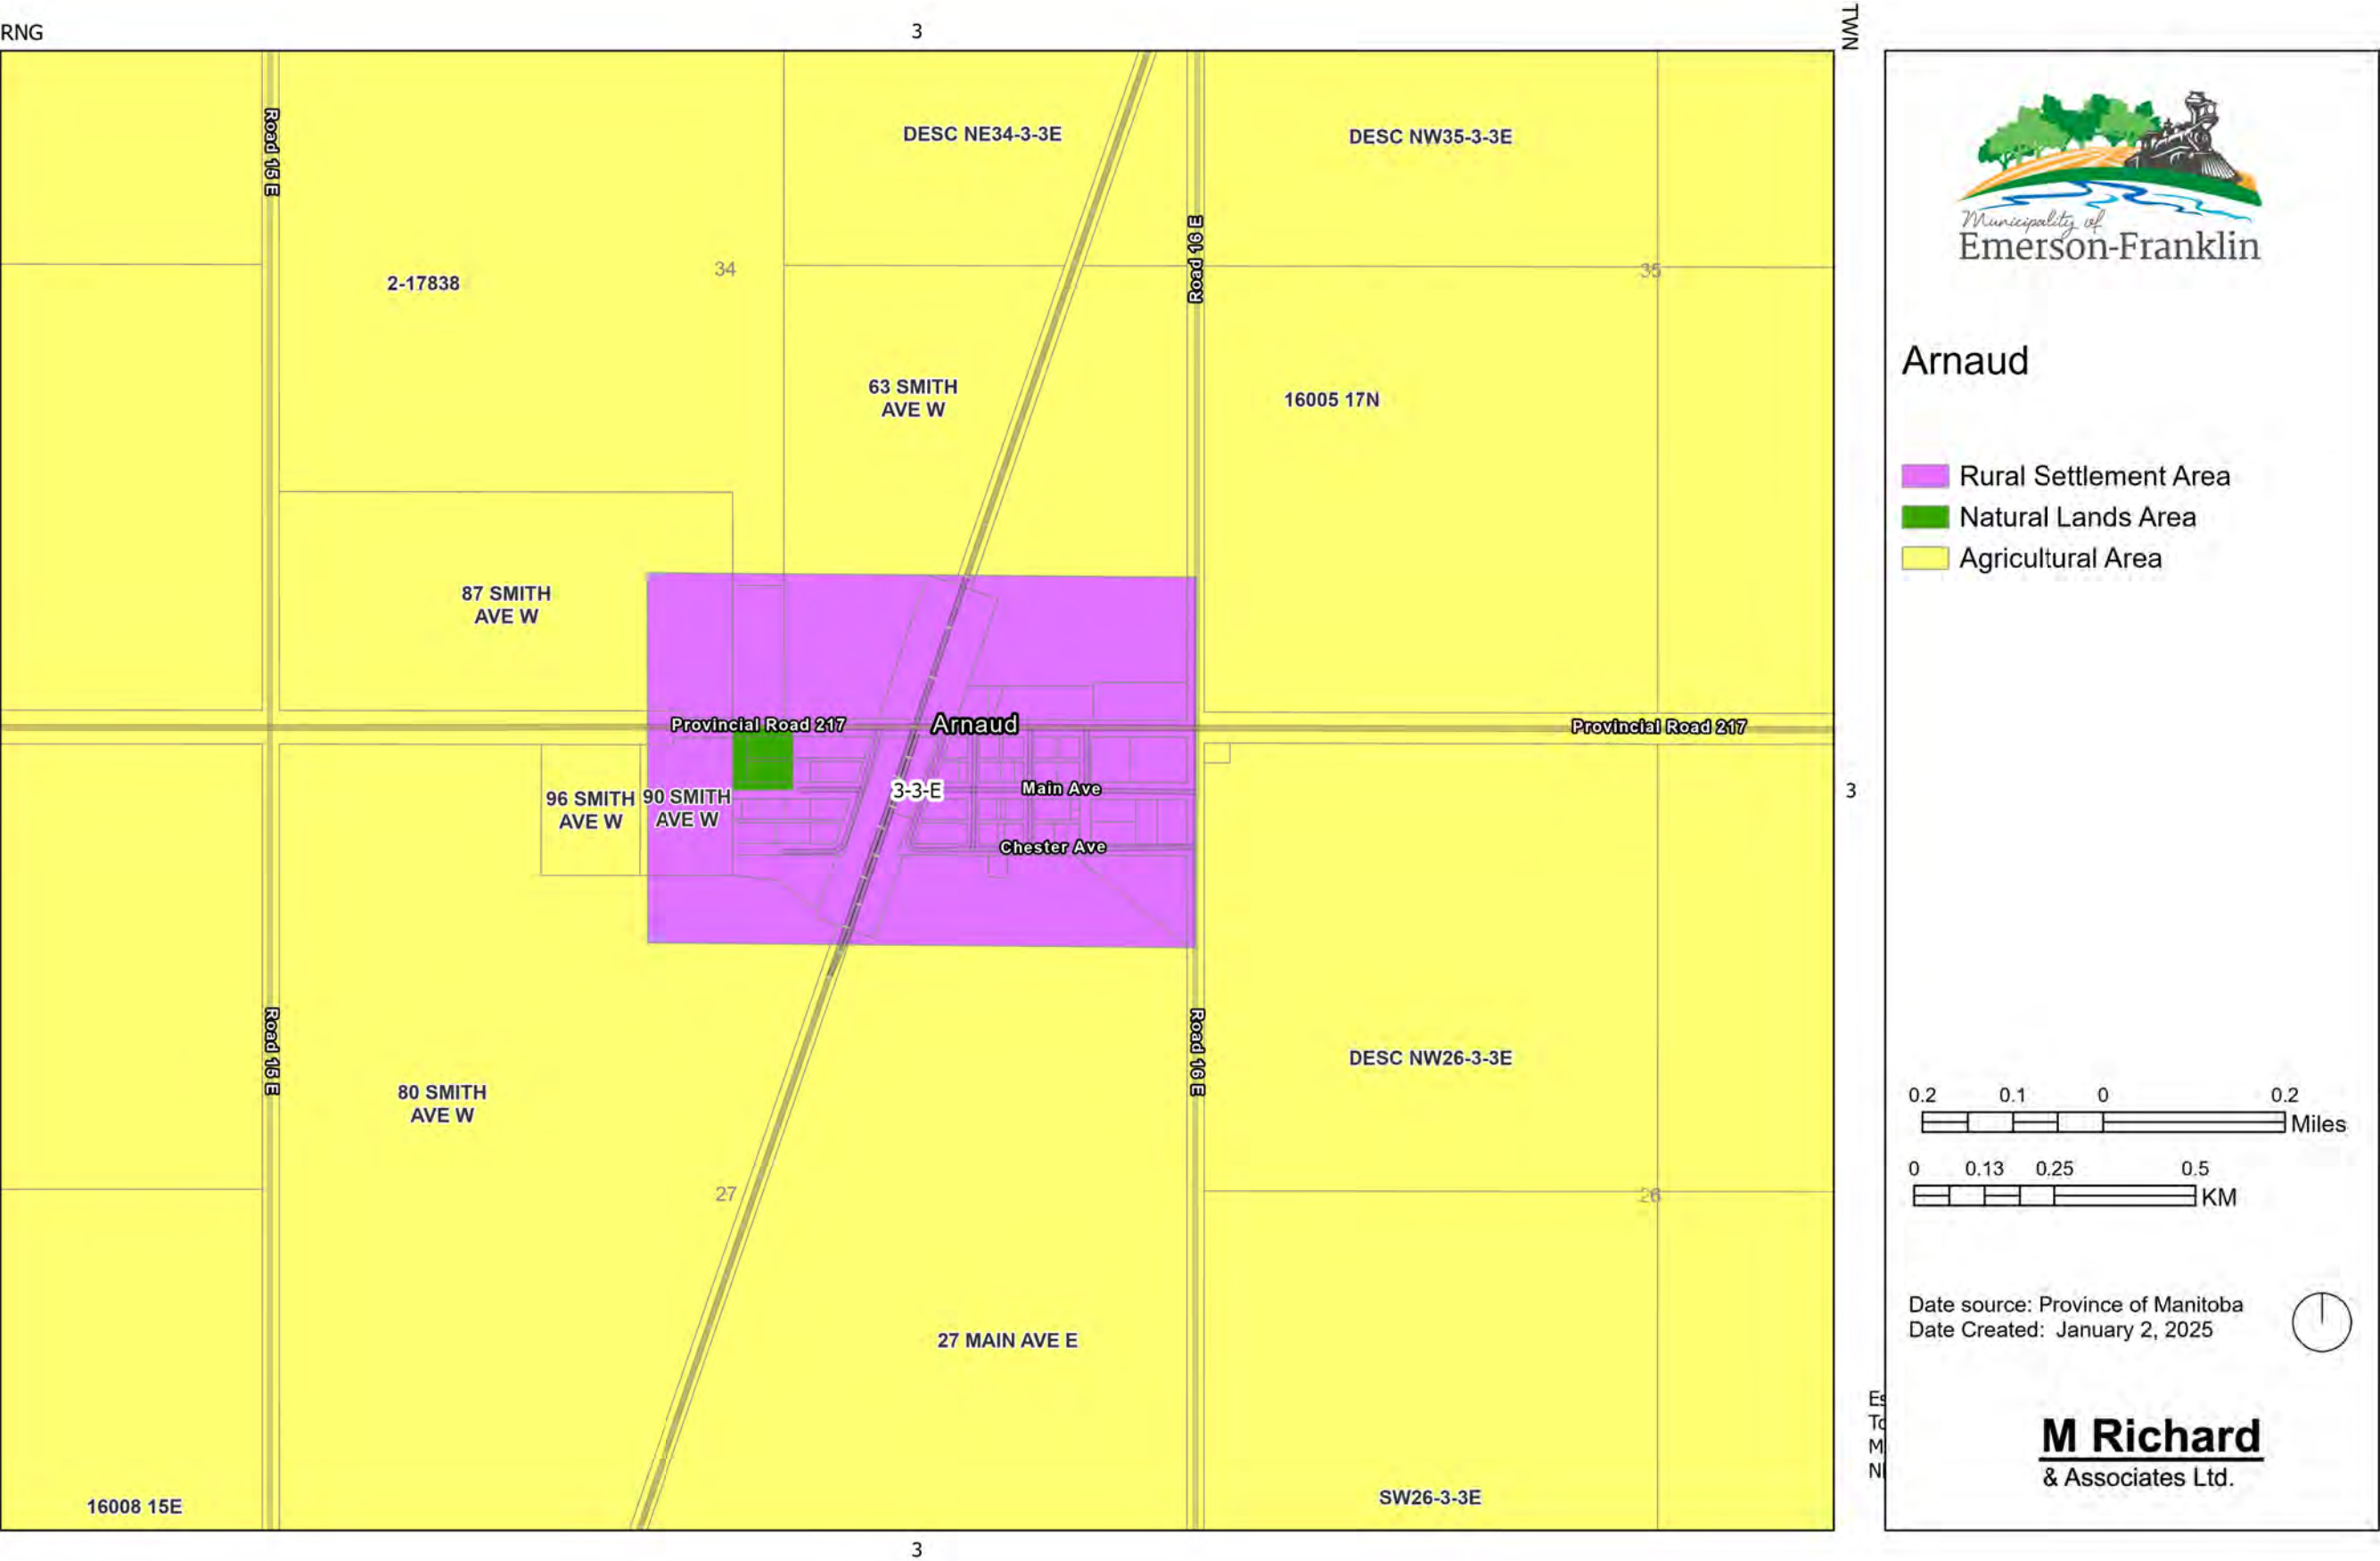 RNG
3
TWN
Road 15 E
DESC NE34-3-3E
DESC NW35-3-3E
Road 16 E
34
35
2-17838
63 SMITH
AVE W
16005 17N
87 SMITH
AVE W
Provincial Road 217
Arnaud
Provincial Road 217
96 SMITH
AVE W
90 SMITH
AVE W
3-3-E
Main Ave
3
Chester Ave
Road 15 E
Road 16 E
DESC NW26-3-3E
80 SMITH
AVE W
27
26
27 MAIN AVE E
16008 15E
SW26-3-3E
3
Municipality of
Emerson-Franklin
Arnaud
Rural Settlement Area
Natural Lands Area
Agricultural Area
0.2 0.1 0 0.2
Miles
0 0.13 0.25 0.5
KM
Date source: Province of Manitoba
Date Created: January 2, 2025
M Richard
& Associates Ltd.